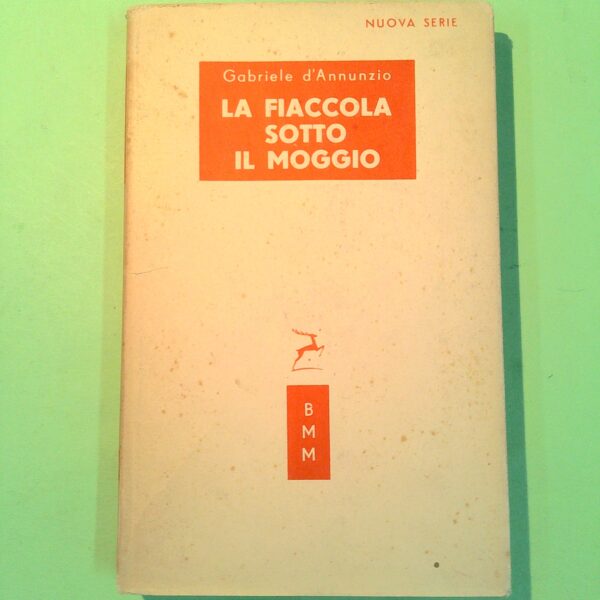 NUOVA SERIE
Gabriele d'Annunzio
LA FIACCOLA
SOTTO
IL MOGGIO
B
M
M